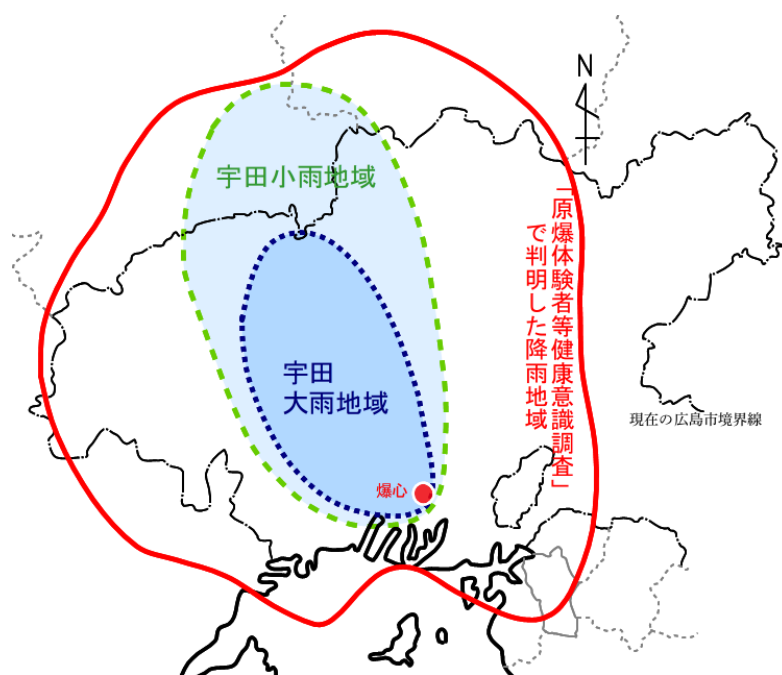 N
宇田小雨地域
「原爆体験者等健康意識調査」
で判明した降雨地域
宇田
大雨地域
現在の広島市境界線
爆心